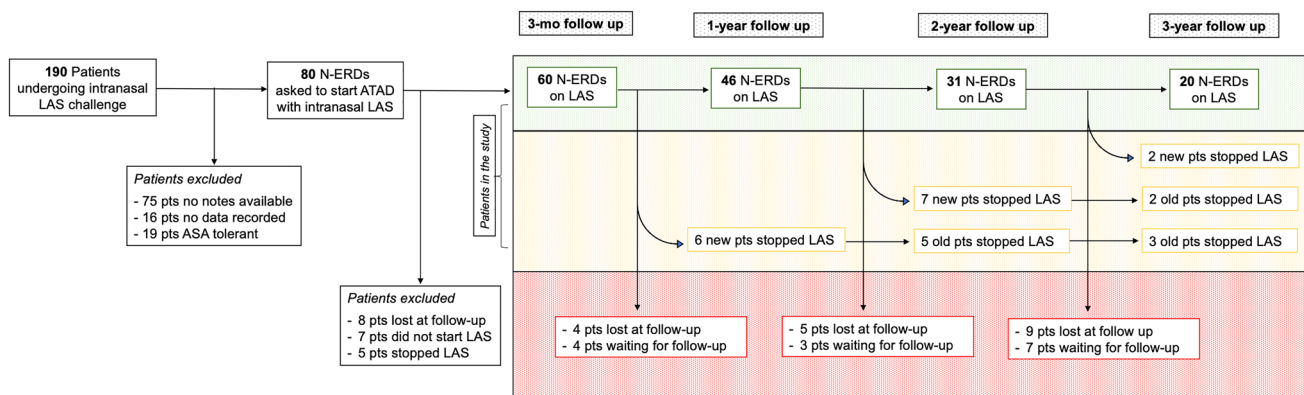 3-mo follow up
1-year follow up
2-year follow up
3-year follow up
190 Patients
undergoing intranasal
LAS challenge
80 N-ERDs
asked to start ATAD
with intranasal LAS
60 N-ERDs
on LAS
46 N-ERDs
on LAS
31 N-ERDs
on LAS
20 N-ERDs
on LAS
Patients in the study
Patients excluded
- 75 pts no notes available
- 16 pts no data recorded
- 19 pts ASA tolerant
2 new pts stopped LAS
7 new pts stopped LAS
2 old pts stopped LAS
6 new pts stopped LAS
5 old pts stopped LAS
3 old pts stopped LAS
Patients excluded
- 8 pts lost at follow-up
- 7 pts did not start LAS
- 5 pts stopped LAS
- 4 pts lost at follow-up
- 4 pts waiting for follow-up
- 5 pts lost at follow-up
- 3 pts waiting for follow-up
- 9 pts lost at follow up
- 7 pts waiting for follow-up